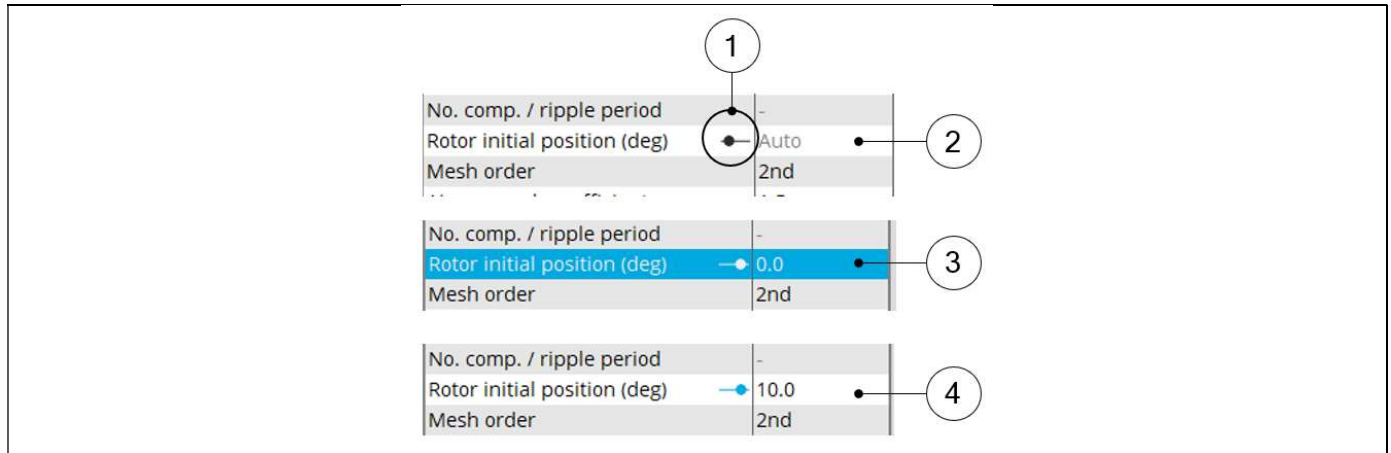 1
No. comp. / ripple period -
Rotor initial position (deg) Auto
2
Mesh order 2nd
No. comp. / ripple period -
Rotor initial position (deg) 0.0
3
Mesh order 2nd
No. comp. / ripple period -
Rotor initial position (deg) 10.0
4
Mesh order 2nd